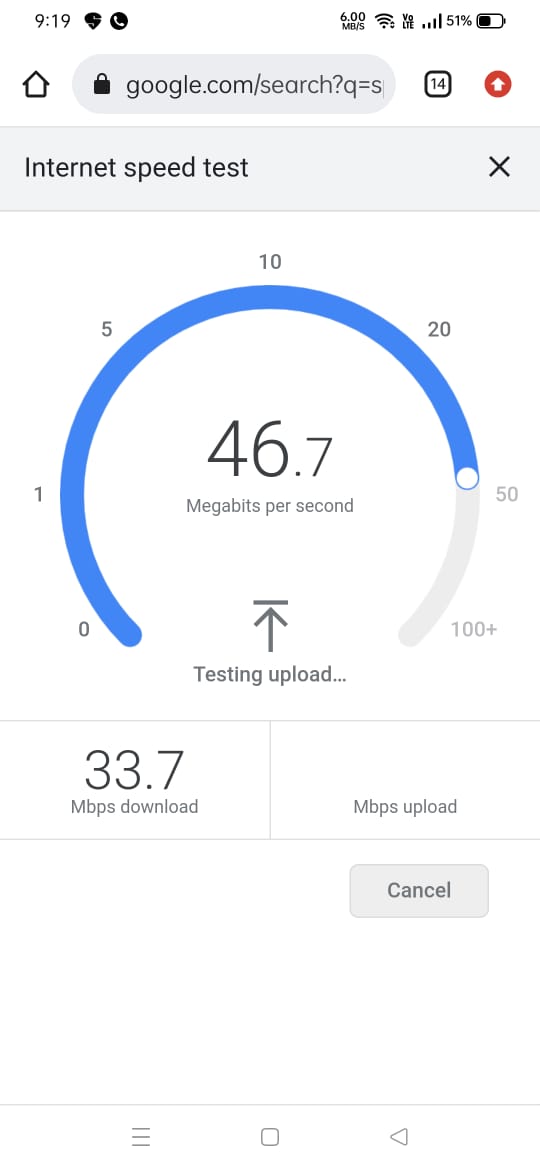 9:19 6.00 MB/S Vo LTE 51%
google.com/search?q=s 14
Internet speed test
10
5 20
46.7
1 50
Megabits per second
0 100+
Testing upload...
33.7
Mbps download Mbps upload
Cancel